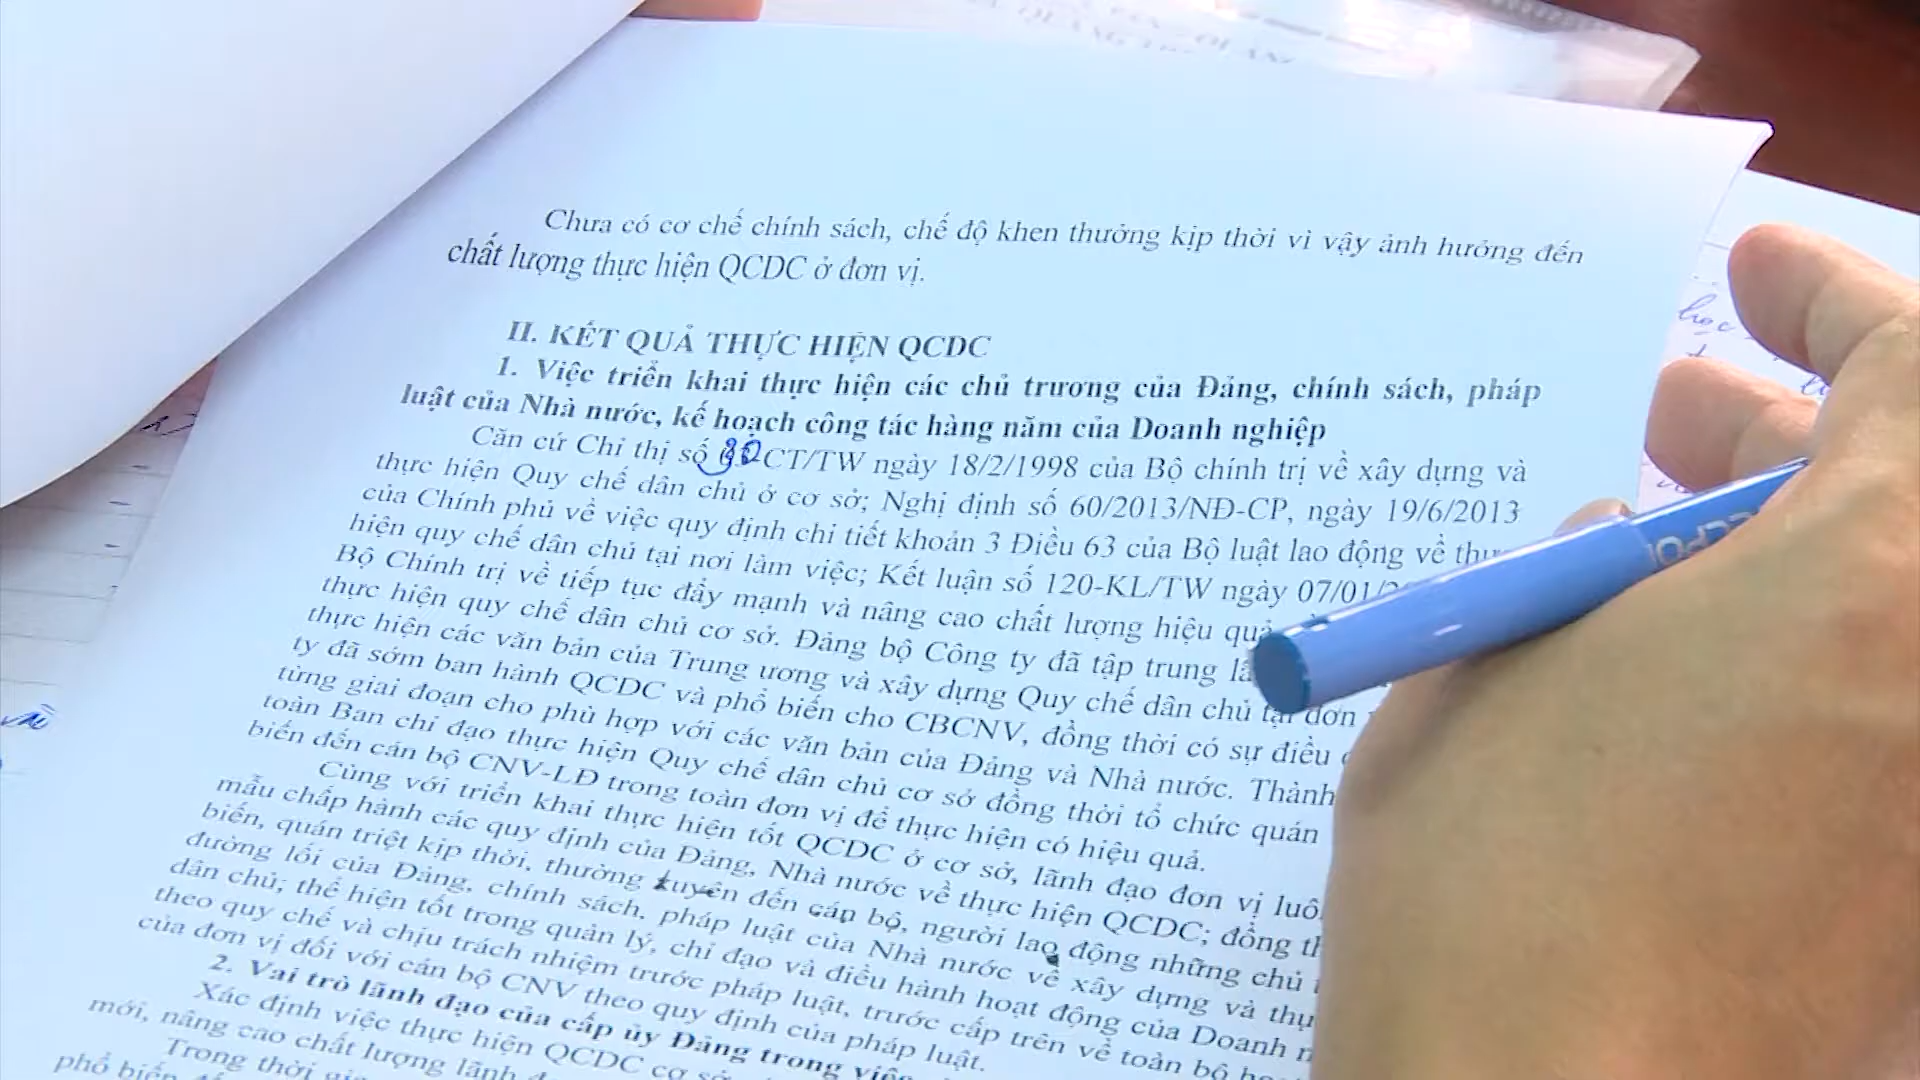 Chưa có cơ chế chính sách, chế độ khen thưởng kịp thời vì vậy ảnh hưởng đến
chất lượng thực hiện QCDC ở đơn vị.
II. KẾT QUẢ THỰC HIỆN QCDC
1. Việc triển khai thực hiện các chủ trương của Đảng, chính sách, pháp
luật của Nhà nước, kế hoạch công tác hàng năm của Doanh nghiệp
Căn cứ Chỉ thị số 30-CT/TW ngày 18/2/1998 của Bộ chính trị về xây dựng và
thực hiện Quy chế dân chủ ở cơ sở; Nghị định số 60/2013/NĐ-CP, ngày 19/6/2013
của Chính phủ về việc quy định chi tiết khoản 3 Điều 63 của Bộ luật lao động về
hiện quy chế dân chủ tại nơi làm việc; Kết luận số 120-KL/TW ngày 07/01/
Bộ Chính trị về tiếp tục đẩy mạnh và nâng cao chất lượng hiệu quả
thực hiện quy chế dân chủ cơ sở. Đảng bộ Công ty đã tập trung
thực hiện các văn bản của Trung ương và xây dựng Quy chế dân chủ tại đơn
ty đã sớm ban hành QCDC và phổ biến cho CBCNV, đồng thời có sự điều
từng giai đoạn cho phù hợp với các văn bản của Đảng và Nhà nước. Thành
toàn Ban chỉ đạo thực hiện Quy chế dân chủ cơ sở đồng thời tổ chức quán
biến đến cán bộ CNV-LĐ trong toàn đơn vị để thực hiện có hiệu quả.
Cùng với triển khai thực hiện tốt QCDC ở cơ sở, lãnh đạo đơn vị
mẫu chấp hành các quy định của Đảng, Nhà nước về thực hiện QCDC; đồng
biến, quán triệt kịp thời, thường xuyên đến cán bộ, người lao động những chủ
đường lối của Đảng, chính sách, pháp luật của Nhà nước về xây dựng và
dân chủ; thể hiện tốt trong quản lý, chỉ đạo và điều hành hoạt động của Doanh
theo quy chế và chịu trách nhiệm trước pháp luật, trước cấp trên về toàn bộ
của đơn vị đối với cán bộ CNV theo quy định của pháp luật.
2. Vai trò lãnh đạo của cấp ủy Đảng trong việc
Xác định việc thực hiện QCDC cơ
mới, nâng cao chất lượng lãnh
Trong thời
phổ biến